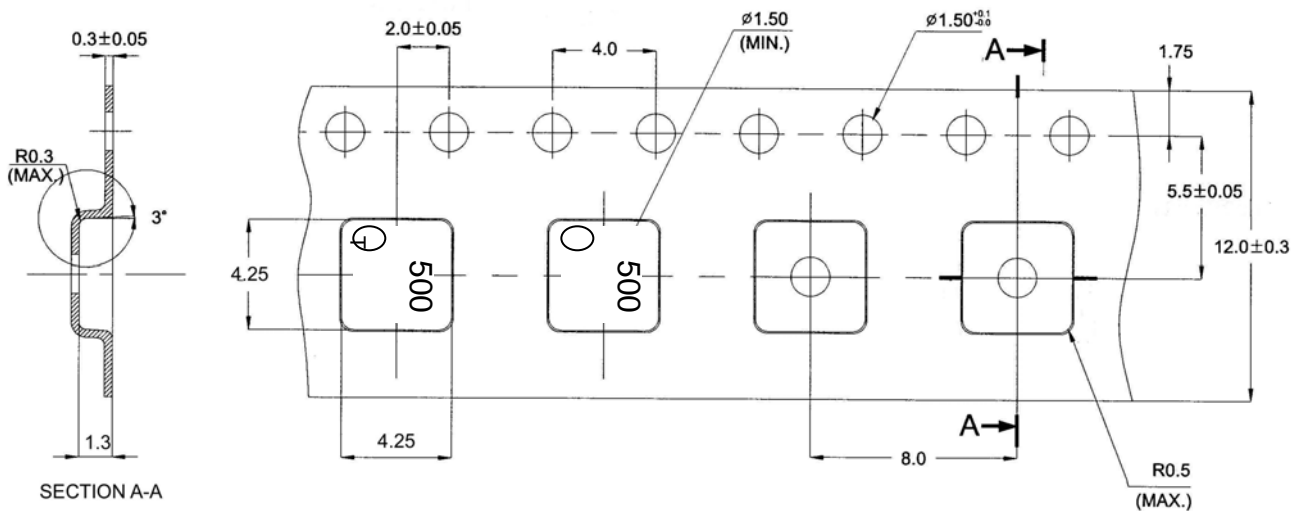 0.3±0.05
2.0±0.05
4.0
ø1.50
(MIN.)
ø1.50 +0.1 -0.0
A
1.75
R0.3
(MAX.)
3°
5.5±0.05
12.0±0.3
4.25
T
500
500
1.3
4.25
A
8.0
R0.5
(MAX.)
SECTION A-A